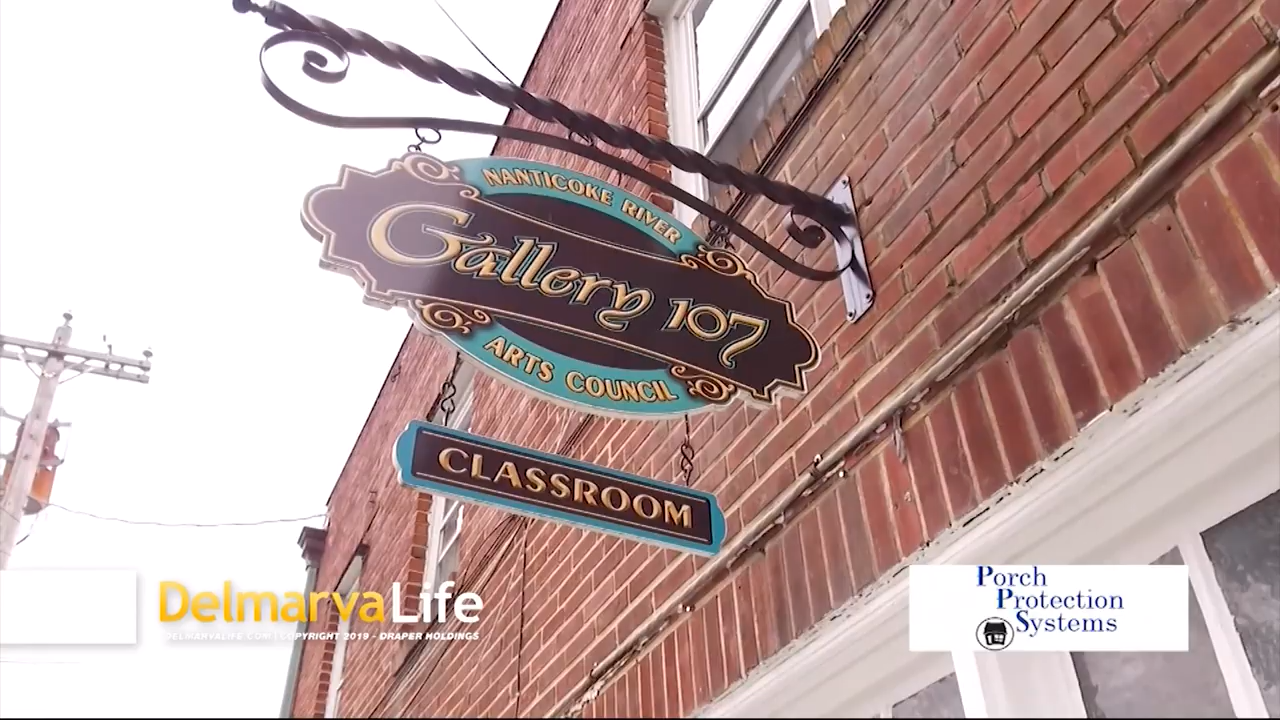 NANTICOKE RIVER
Gallery 107
ARTS COUNCIL
CLASSROOM
DelmarvaLife
DELMARVALIFE.COM | COPYRIGHT 2019 - DRAPER HOLDINGS
Porch
Protection
Systems